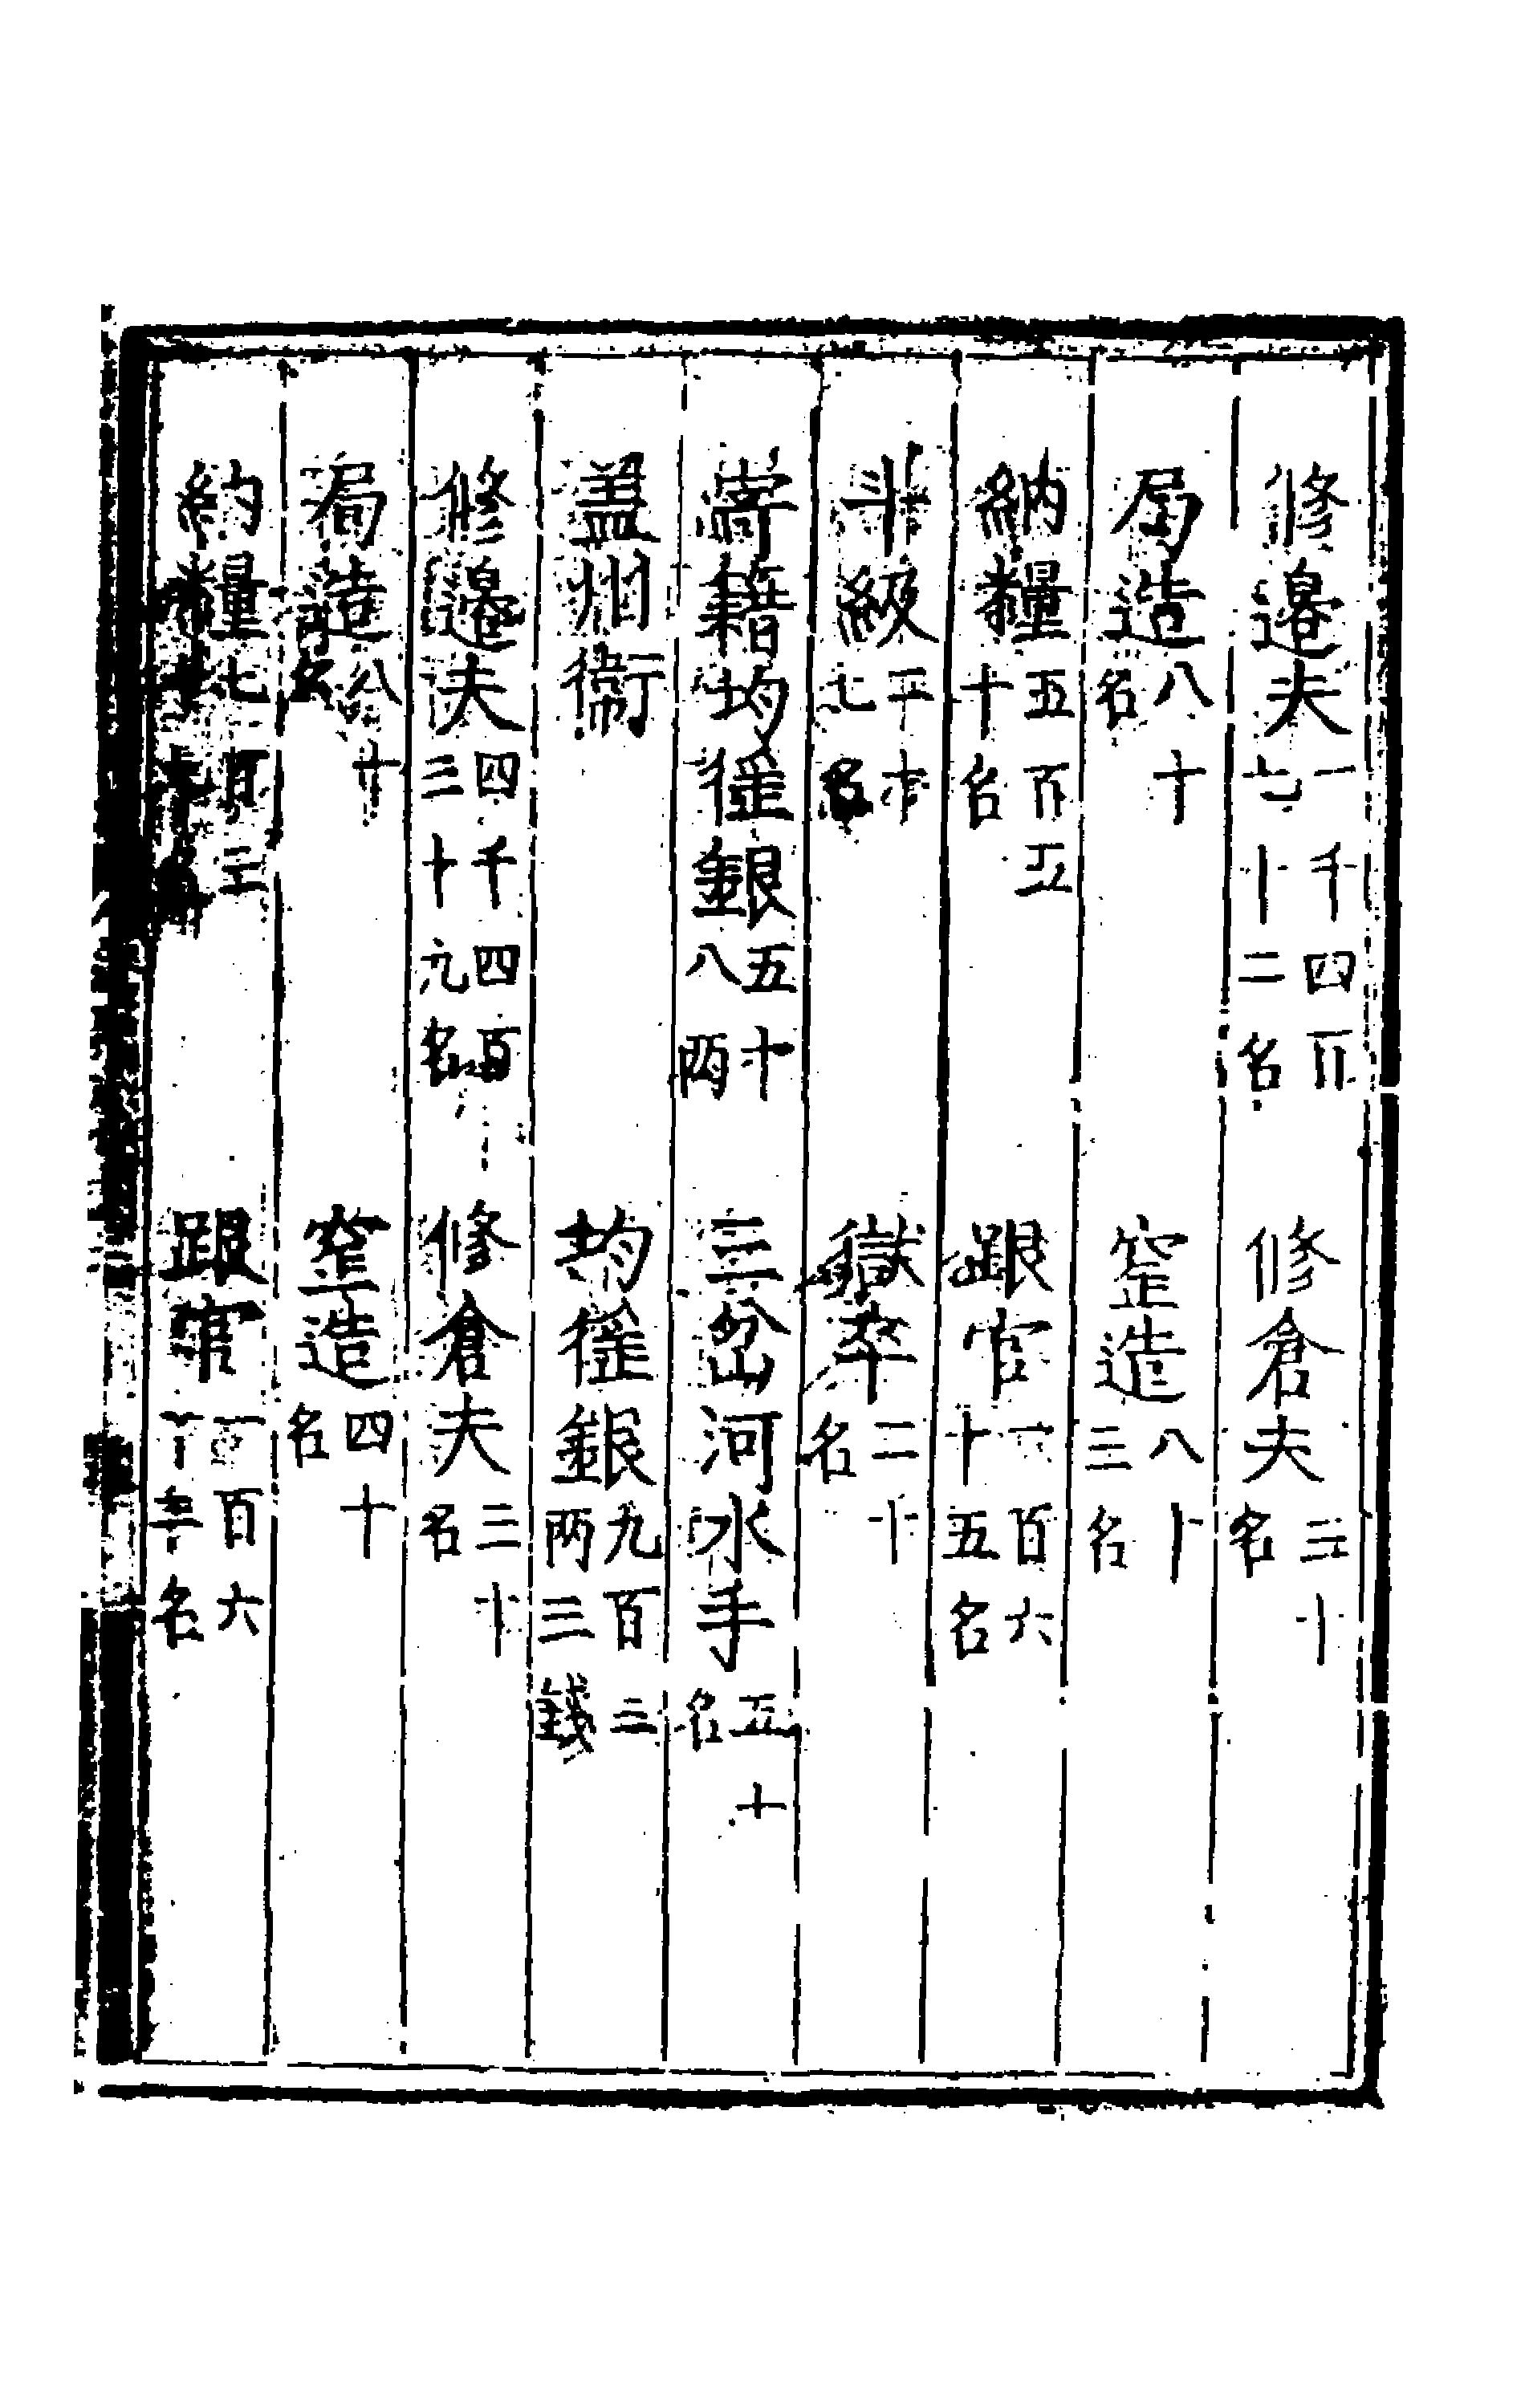 修邊夫一千四百七十二名 修倉夫三十名
局造八十名 窰造八十三名
納糧五百五十名 跟官一百六十五名
斗級五十七名 獄卒二十名
寄籍均徭銀五十八兩 三岔河水手五十名
盖州衞 均徭銀九百三兩三錢
修邊夫四千四百三十九名 修倉夫三十名
局造八十名 窰造四十名
納糧七百三 跟官一百六十三名